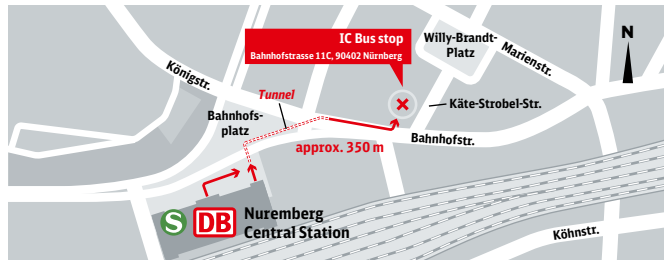 IC Bus stop
Bahnhofstrasse 11C, 90402 Nürnberg
Willy-Brandt-
Platz
Marienstr.
N
Königstr.
Tunnel
Bahnhofs-
platz
Käte-Strobel-Str.
approx. 350 m
Bahnhofstr.
S
DB
Nuremberg
Central Station
Köhnstr.